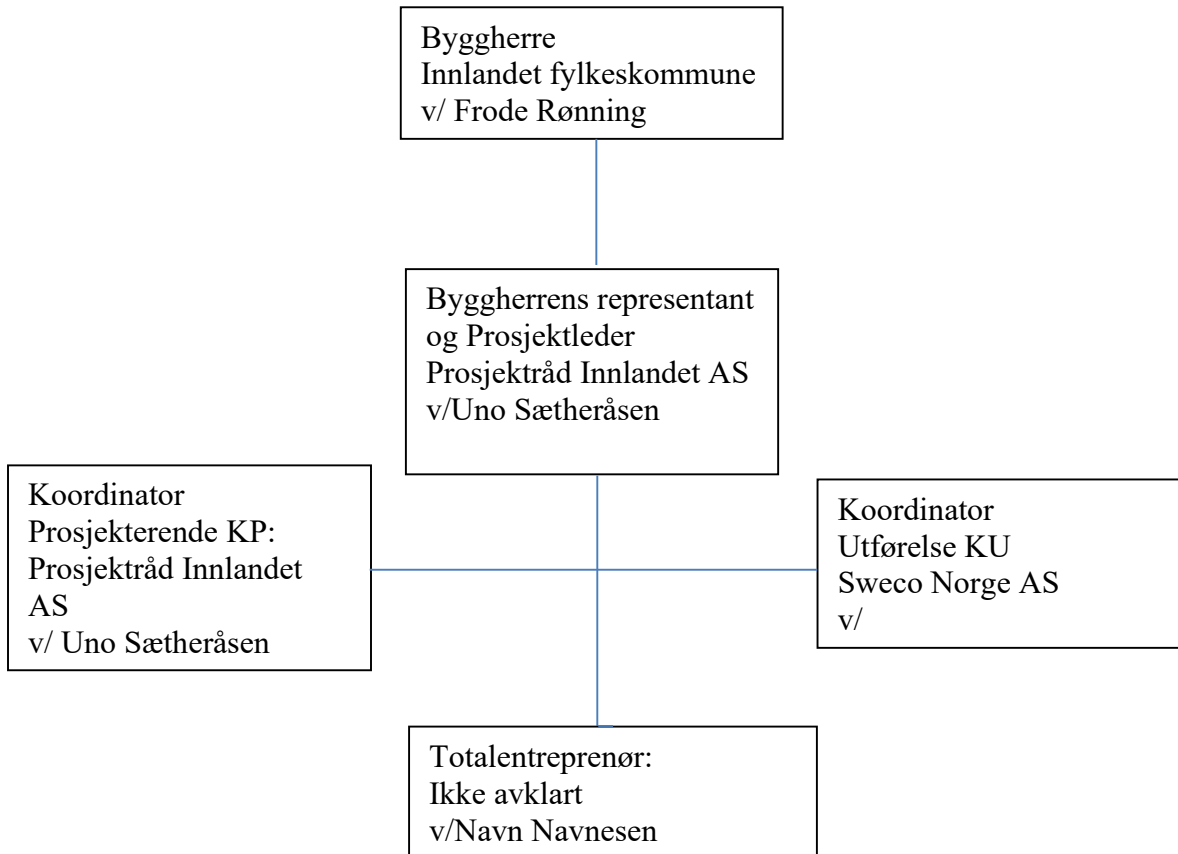 Byggherre
Innlandet fylkeskommune
v/ Frode Rønning
Byggherrens representant
og Prosjektleder
Prosjektråd Innlandet AS
v/Uno Sætheråsen
Koordinator
Prosjekterende KP:
Prosjektråd Innlandet
AS
v/ Uno Sætheråsen
Koordinator
Utførelse KU
Sweco Norge AS
v/
Totalentreprenør:
Ikke avklart
v/Navn Navnesen